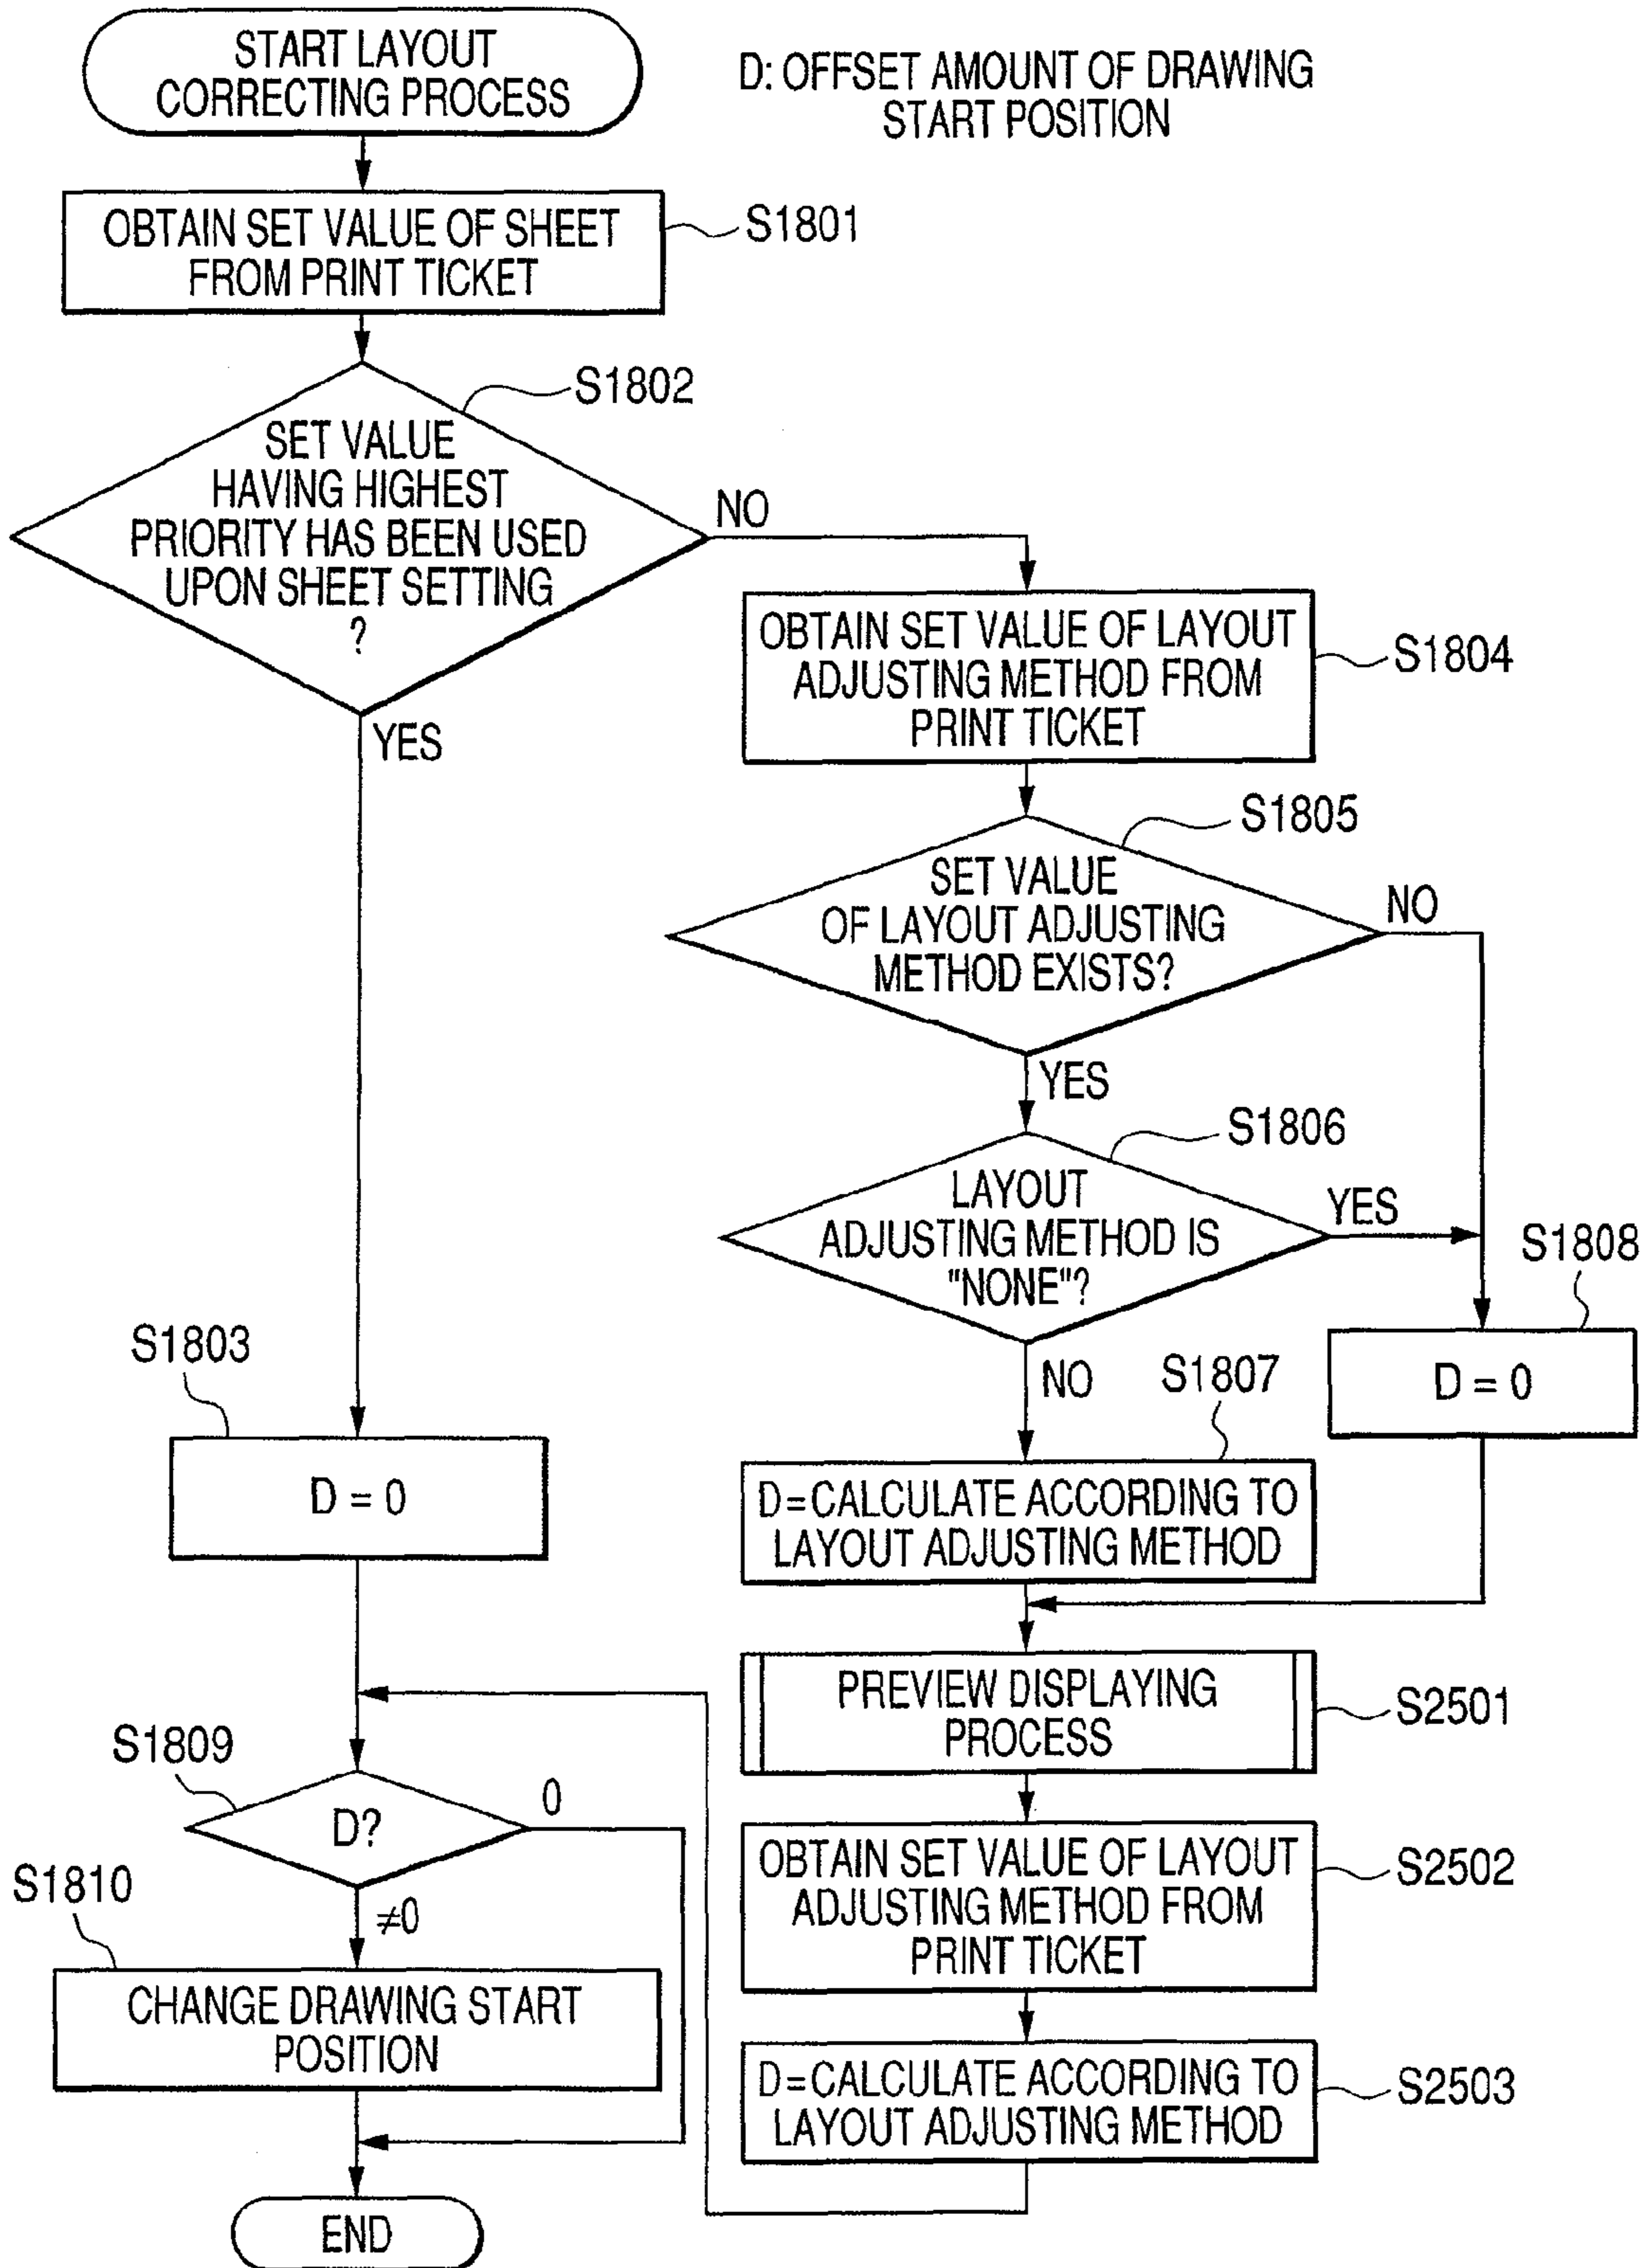 START LAYOUT
CORRECTING PROCESS
D: OFFSET AMOUNT OF DRAWING
START POSITION
OBTAIN SET VALUE OF SHEET
FROM PRINT TICKET
S1801
S1802
SET VALUE
HAVING HIGHEST
PRIORITY HAS BEEN USED
UPON SHEET SETTING
?
NO
YES
OBTAIN SET VALUE OF LAYOUT
ADJUSTING METHOD FROM
PRINT TICKET
S1804
S1805
SET VALUE
OF LAYOUT ADJUSTING
METHOD EXISTS?
NO
YES
S1806
LAYOUT
ADJUSTING METHOD IS
"NONE"?
YES
NO
S1808
D = 0
S1803
D = 0
S1807
D=CALCULATE ACCORDING TO
LAYOUT ADJUSTING METHOD
PREVIEW DISPLAYING
PROCESS
S2501
S1809
D?
0
≠0
OBTAIN SET VALUE OF LAYOUT
ADJUSTING METHOD FROM
PRINT TICKET
S2502
S1810
CHANGE DRAWING START
POSITION
D=CALCULATE ACCORDING TO
LAYOUT ADJUSTING METHOD
S2503
END